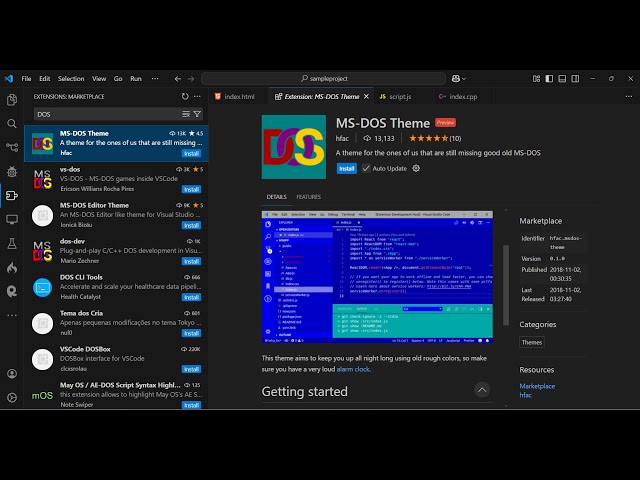 File Edit Selection View Go Run … sampleproject
EXTENSIONS: MARKETPLACE
DOS
MS-DOS Theme 13K ★ 4.5
A theme for the ones of us that are still missing ...
hfac Install
vs-dos 3K ★ 5
VS-DOS - MS-DOS games inside VSCode
Ericson Willians Rocha Pires Install
MS-DOS Editor Theme 9K ★ 5
An MS-DOS Editor like theme for Visual Studio ...
Ionică Bizău Install
dos-dev 1K ★ 5
Plug-and-play C/C++ DOS development in Visu...
Mario Zechner Install
DOS CLI Tools 922
Accelerate and scale your healthcare data pipeli...
Health Catalyst Install
Tema dos Cria 601
Apenas pequenas modificações no tema Tokyo ...
nu0l Install
VSCode DOSBox 220K
DOSBox interface for VSCode
clcxsrolau Install
May OS / AE-DOS Script Syntax Highl... 125
this extension allows to highlight May OS's AE S...
Note Swiper Install
mOS
index.html
Extension: MS-DOS Theme
script.js
index.cpp
DOS
MS-DOS Theme Preview
hfac 13,133 (10)
A theme for the ones of us that are still missing good old MS-DOS
Install Auto Update
DETAILS FEATURES
This theme aims to keep you up all night long using old rough colors, so make
sure you have a very loud alarm clock.
Getting started
Marketplace
Identifier hfac.msdos-
theme
Version 0.1.0
Published 2018-11-02,
00:30:35
Last 2018-11-02,
Released 03:27:40
Categories
Themes
Resources
Marketplace
hfac